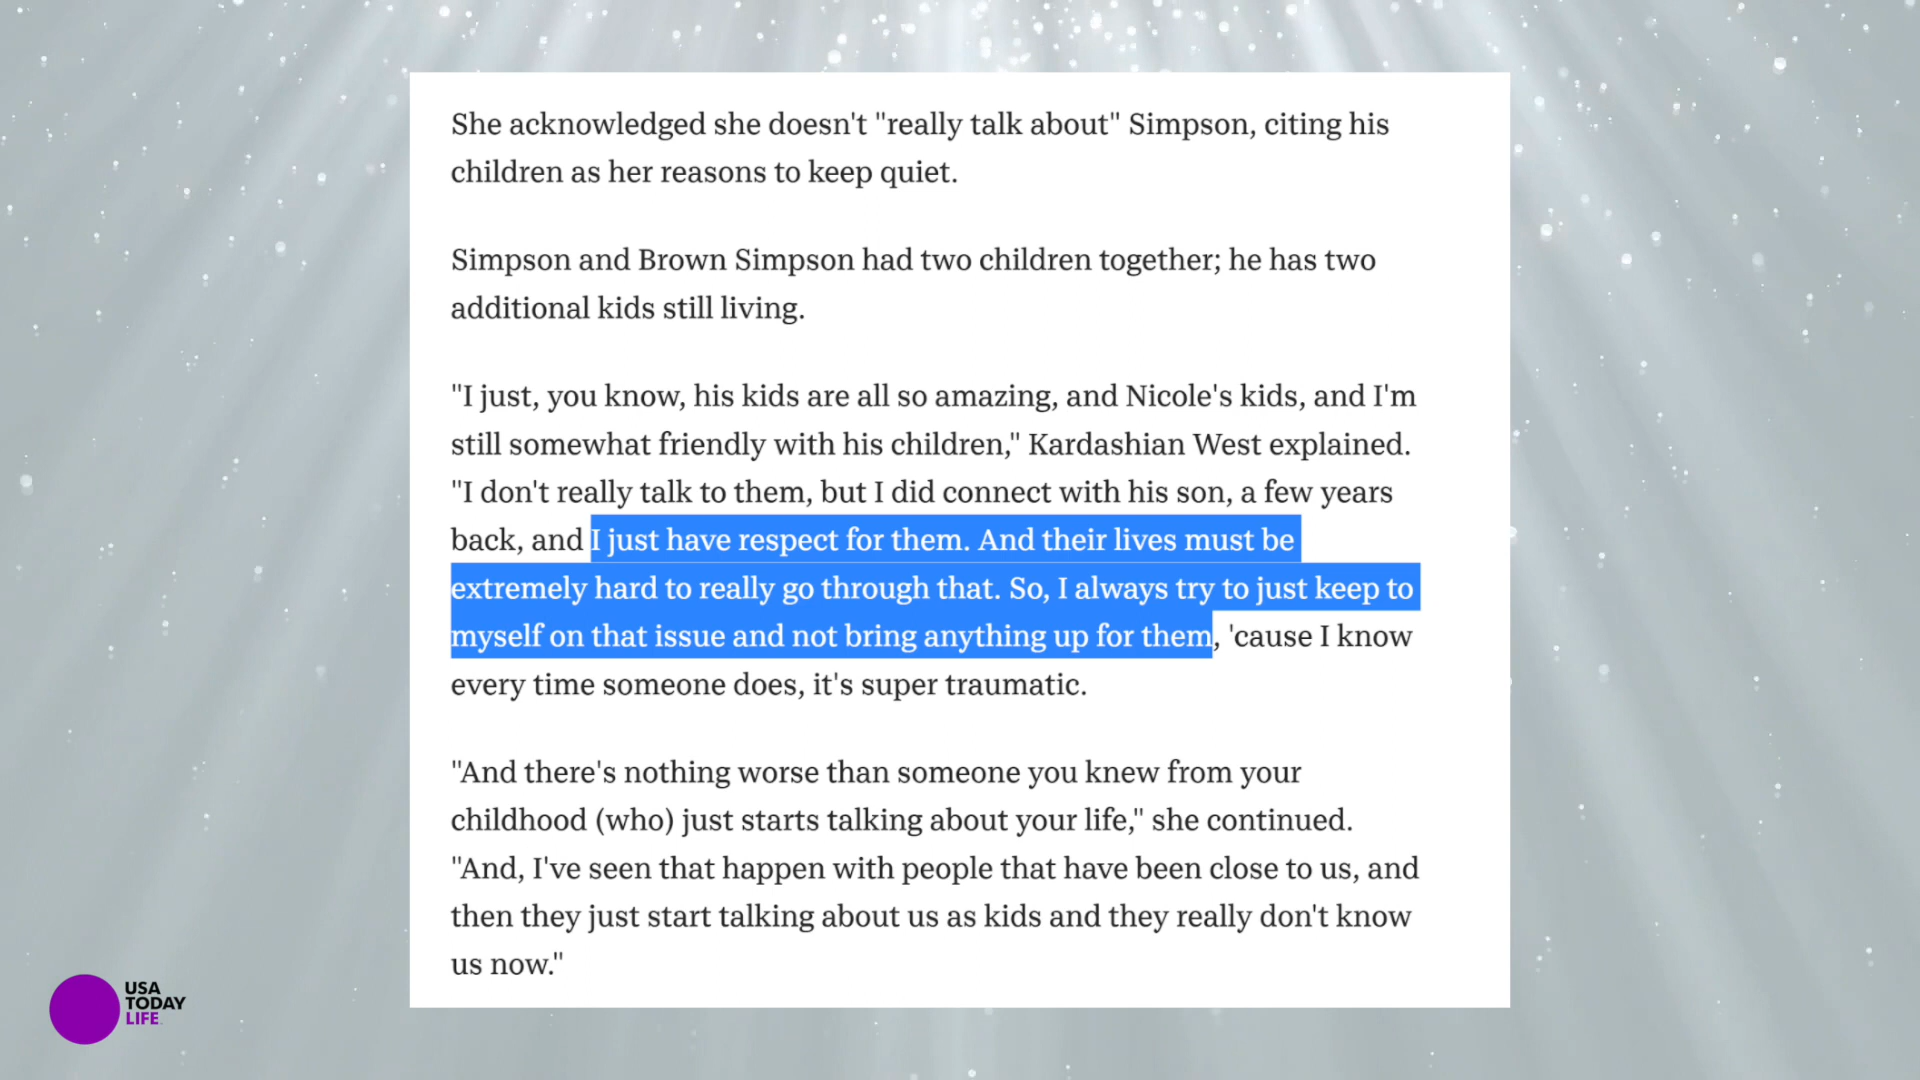 She acknowledged she doesn't "really talk about" Simpson, citing his
children as her reasons to keep quiet.
Simpson and Brown Simpson had two children together; he has two
additional kids still living.
"I just, you know, his kids are all so amazing, and Nicole's kids, and I'm
still somewhat friendly with his children," Kardashian West explained.
"I don't really talk to them, but I did connect with his son, a few years
back, and I just have respect for them. And their lives must be
extremely hard to really go through that. So, I always try to just keep to
myself on that issue and not bring anything up for them, 'cause I know
every time someone does, it's super traumatic.
"And there's nothing worse than someone you knew from your
childhood (who) just starts talking about your life," she continued.
"And, I've seen that happen with people that have been close to us, and
then they just start talking about us as kids and they really don't know
us now."
USA
TODAY
LIFE